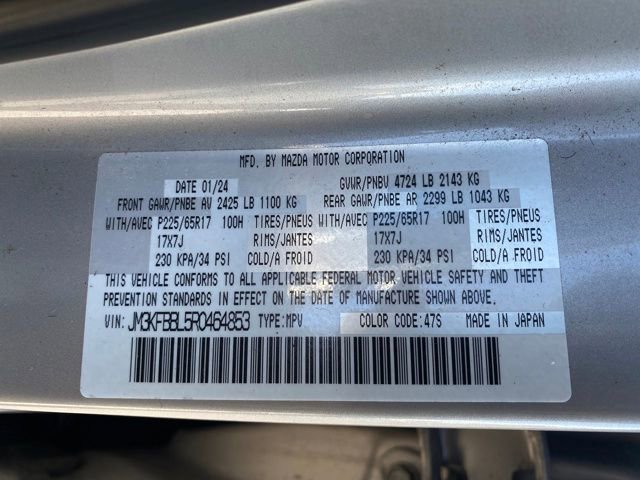 MFD. BY MAZDA MOTOR CORPORATION
DATE 01/24 GVWR/PNBV 4724 LB 2143 KG
FRONT GAWR/PNBE AV 2425 LB 1100 KG REAR GAWR/PNBE AR 2299 LB 1043 KG
WITH/AVEC P225/65R17 100H TIRES/PNEUS WITH/AVEC P225/65R17 100H TIRES/PNEUS
17X7J RIMS/JANTES 17X7J RIMS/JANTES
230 KPA/34 PSI COLD/A FROID 230 KPA/34 PSI COLD/A FROID
THIS VEHICLE CONFORMS TO ALL APPLICABLE FEDERAL MOTOR VEHICLE SAFETY AND THEFT
PREVENTION STANDARDS IN EFFECT ON THE DATE OF MANUFACTURE SHOWN ABOVE.
VIN: JM3KFBBL5R0464853 TYPE: MPV COLOR CODE: 47S MADE IN JAPAN